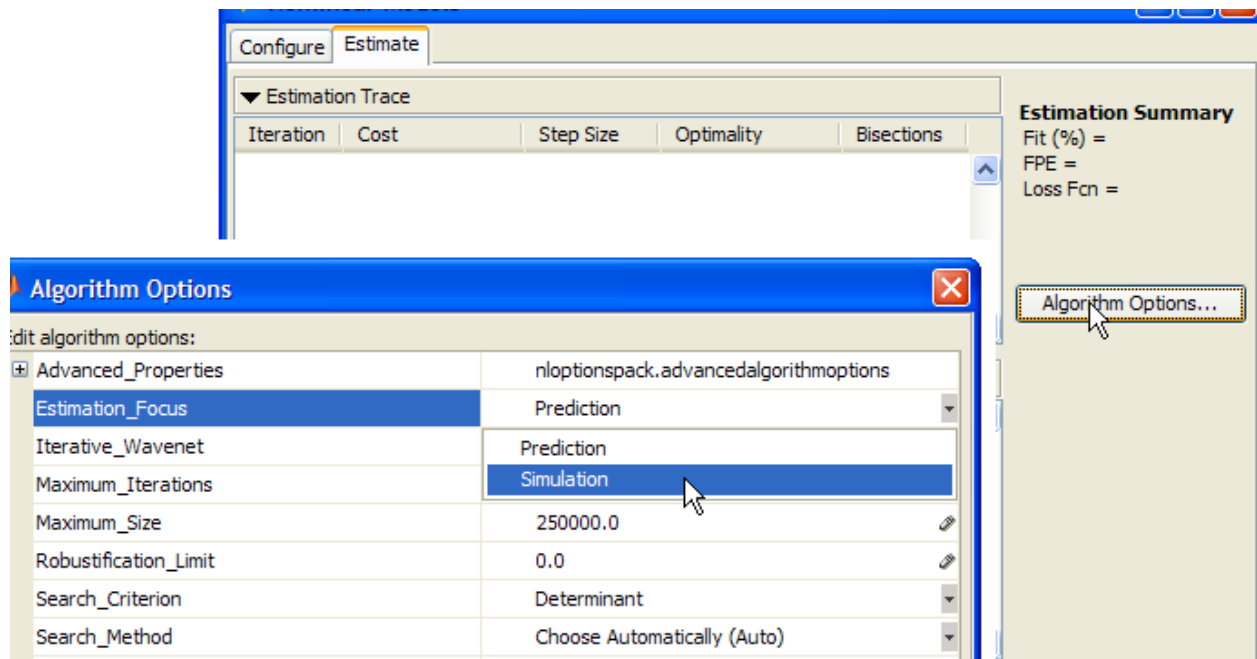 Configure
Estimate
Estimation Trace
Iteration Cost Step Size Optimality Bisections
Estimation Summary
Fit (%) =
FPE =
Loss Fcn =
Algorithm Options...
Algorithm Options
Edit algorithm options:
Advanced_Properties nloptionspack.advancedalgorithmoptions
Estimation_Focus Prediction
Iterative_Wavenet Prediction
Maximum_Iterations Simulation
Maximum_Size 250000.0
Robustification_Limit 0.0
Search_Criterion Determinant
Search_Method Choose Automatically (Auto)